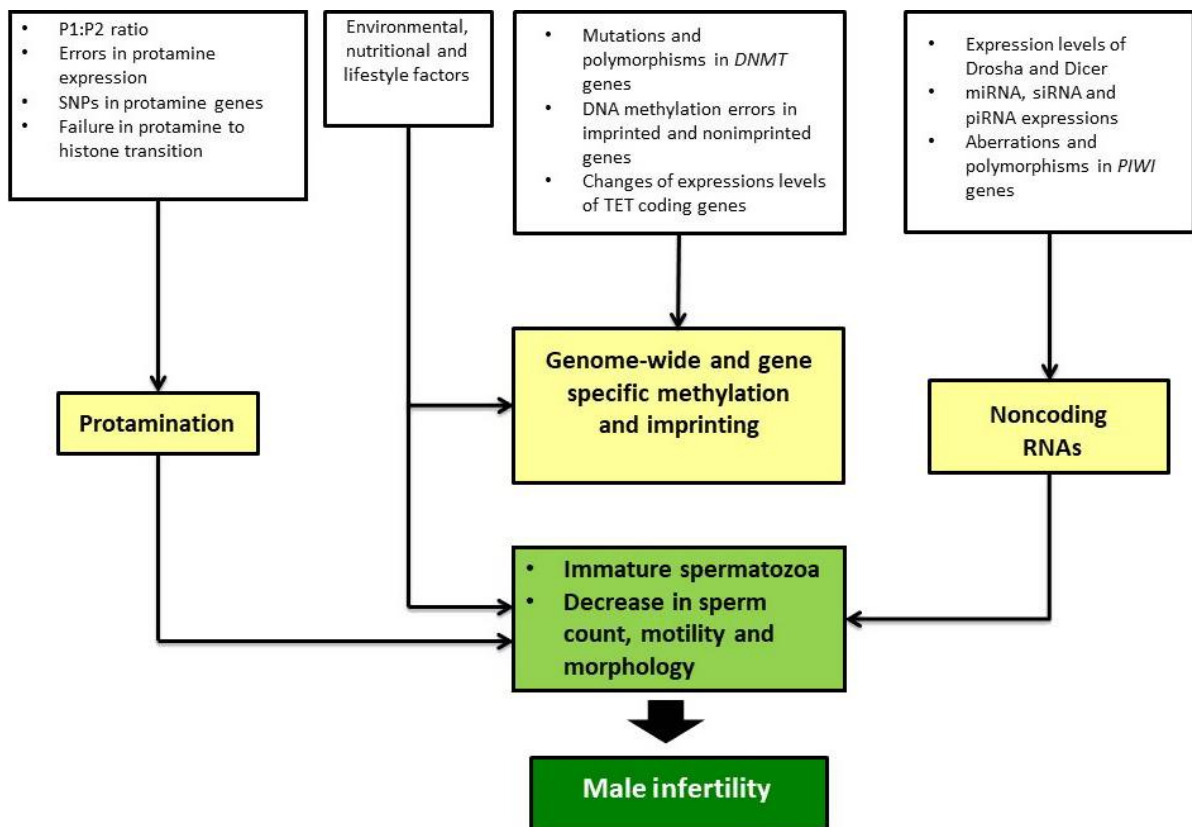 • P1:P2 ratio
• Errors in protamine
expression
• SNPs in protamine genes
• Failure in protamine to
histone transition
Environmental,
nutritional and
lifestyle factors
• Mutations and
polymorphisms in DNMT
genes
• DNA methylation errors in
imprinted and nonimprinted
genes
• Changes of expressions levels
of TET coding genes
• Expression levels of
Drosha and Dicer
• miRNA, siRNA and
piRNA expressions
• Aberrations and
polymorphisms in PIWI
genes
Protamination
Genome-wide and gene
specific methylation
and imprinting
Noncoding
RNAs
• Immature spermatozoa
• Decrease in sperm
count, motility and
morphology
Male infertility